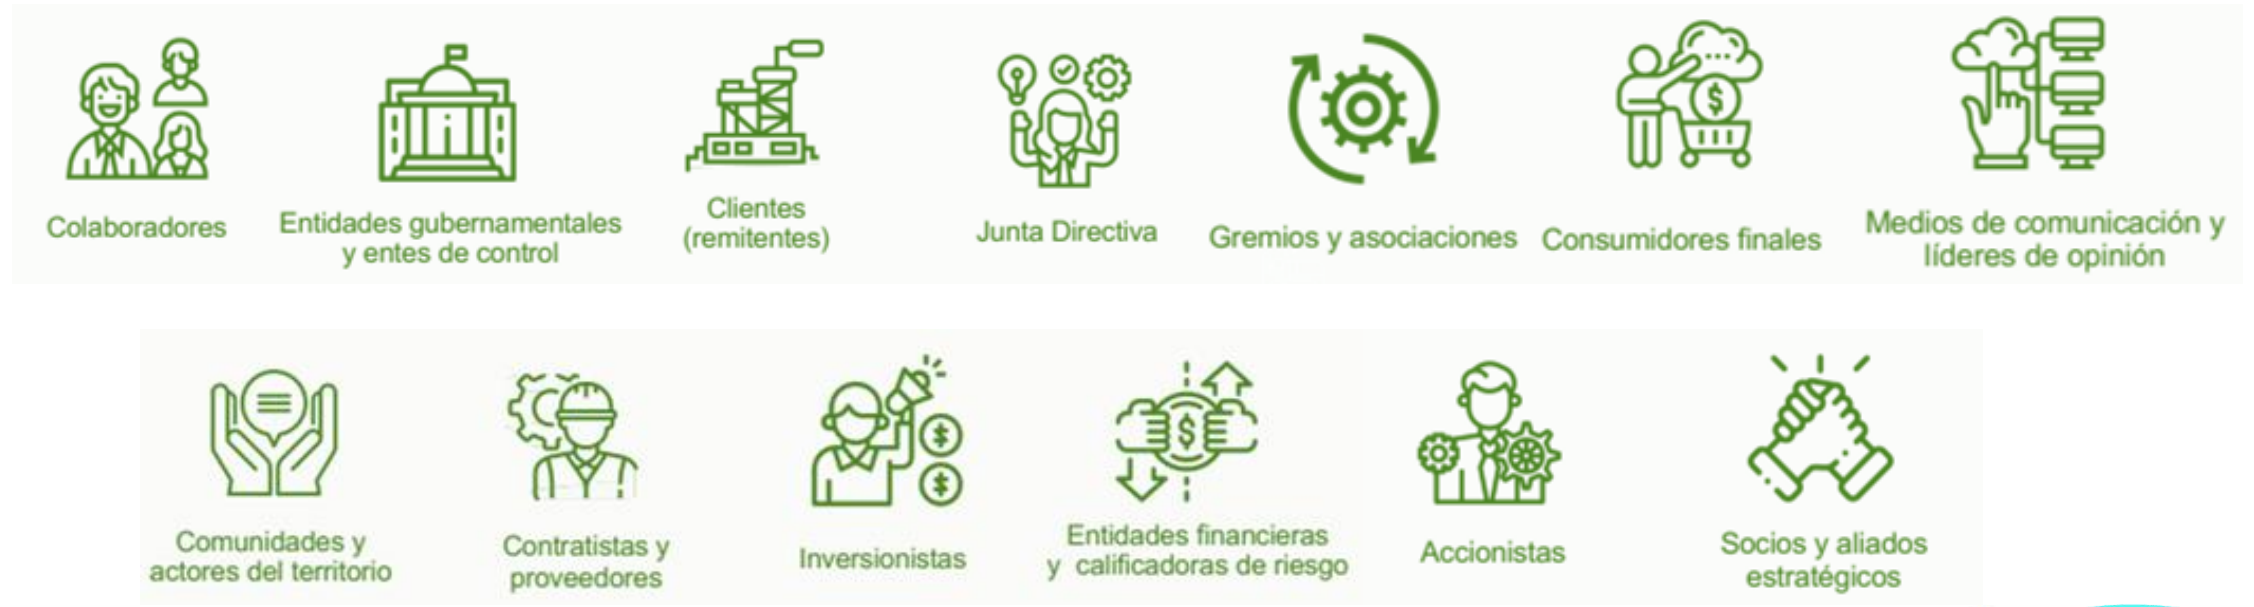 Colaboradores
Entidades gubernamentales
y entes de control
Clientes
(remitentes)
Junta Directiva
Gremios y asociaciones
Consumidores finales
Medios de comunicación y
líderes de opinión
Comunidades y
actores del territorio
Contratistas y
proveedores
Inversionistas
Entidades financieras
y calificadoras de riesgo
Accionistas
Socios y aliados
estratégicos